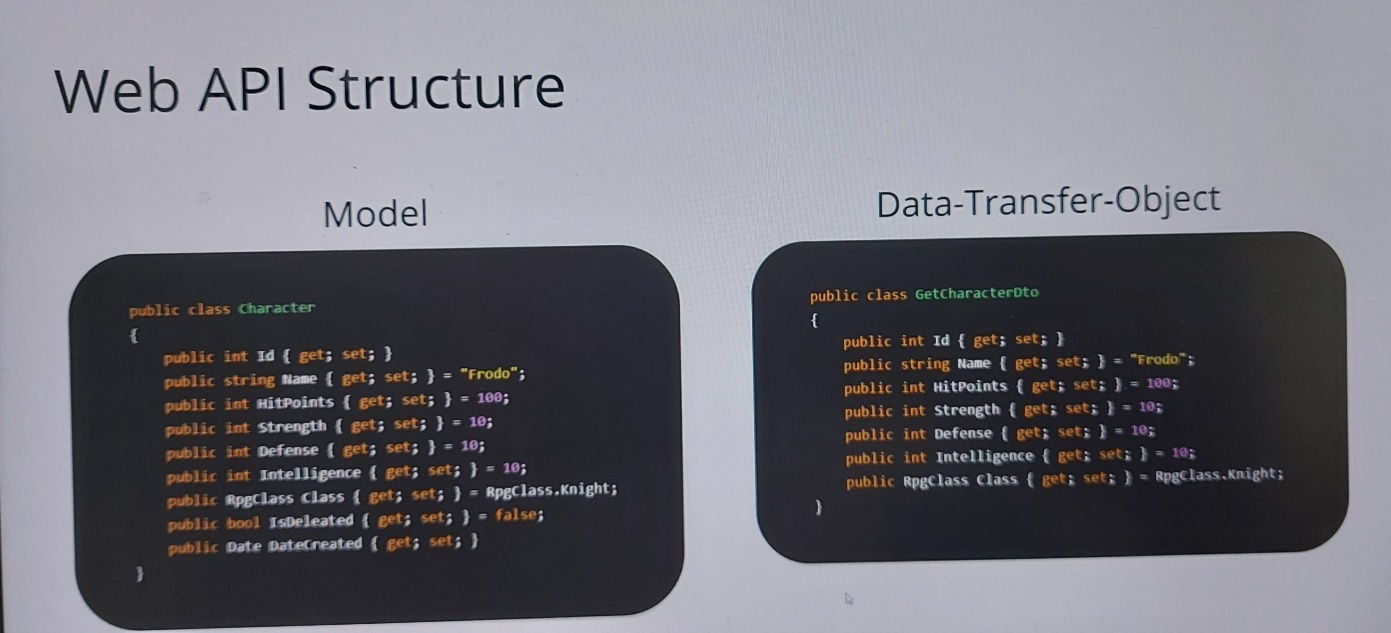 Web API Structure
Model
public class Character
{
public int Id { get; set; }
public string Name { get; set; } = "Frodo";
public int HitPoints { get; set; } = 100;
public int Strength { get; set; } = 10;
public int Defense { get; set; } = 10;
public int Intelligence { get; set; } = 10;
public RpgClass Class { get; set; } = RpgClass.Knight;
public bool IsDeleated { get; set; } = false;
public Date DateCreated { get; set; }
}
Data-Transfer-Object
public class GetCharacterDto
{
public int Id { get; set; }
public string Name { get; set; } = "Frodo";
public int HitPoints { get; set; } = 100;
public int Strength { get; set; } = 10;
public int Defense { get; set; } = 10;
public int Intelligence { get; set; } = 10;
public RpgClass Class { get; set; } = RpgClass.Knight;
}